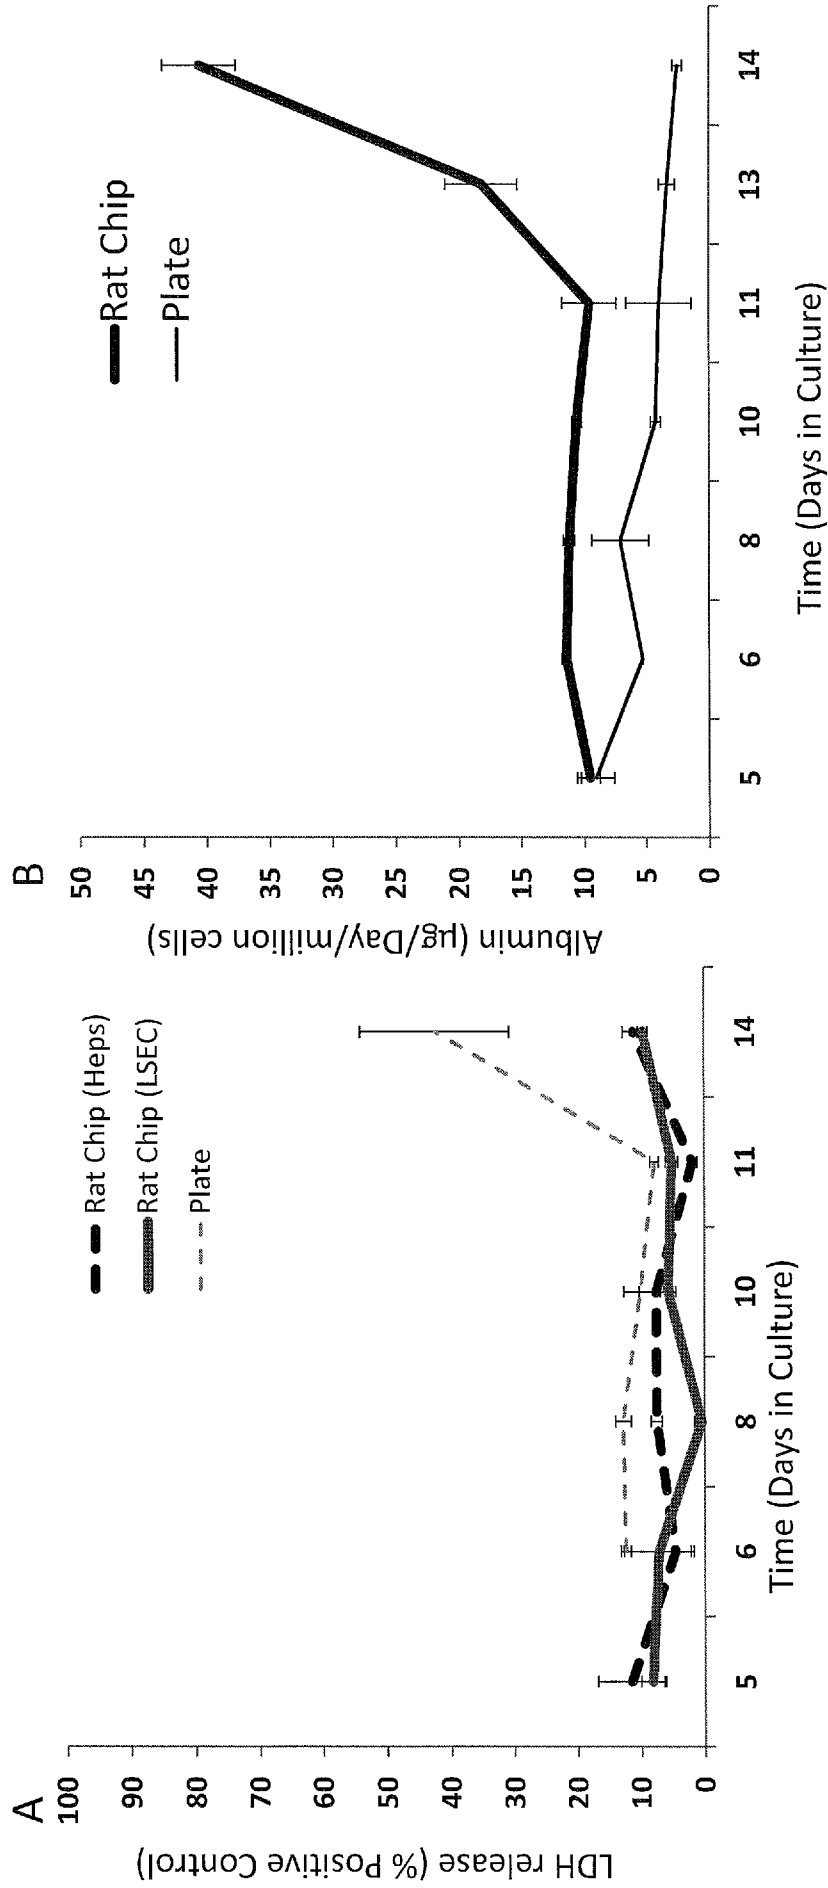 A
LDH release (% Positive Control)
100
90
80
70
60
50
40
30
20
10
0
Rat Chip (Heps)
Rat Chip (LSEC)
Plate
5 6 8 10 11 14
Time (Days in Culture)
B
Albumin (µg/Day/million cells)
50
45
40
35
30
25
20
15
10
5
0
Rat Chip
Plate
5 6 8 10 11 13 14
Time (Days in Culture)